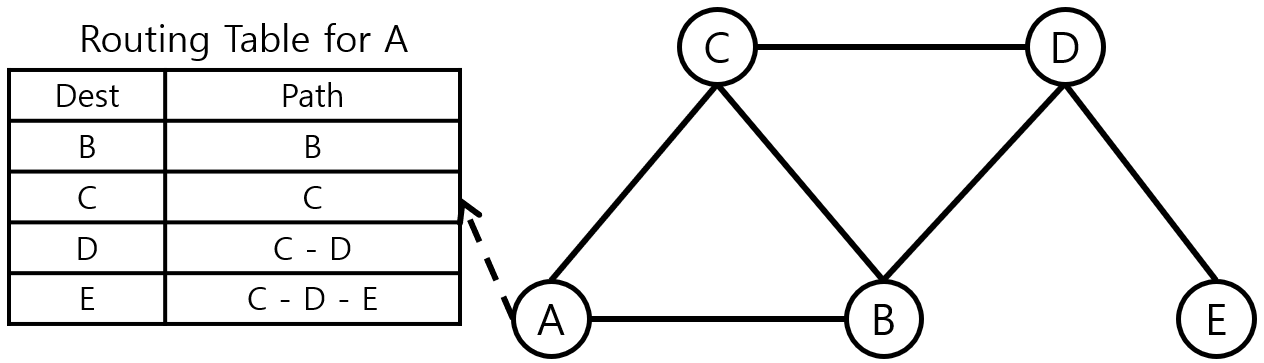 Routing Table for A
Dest Path
B B
C C
D C - D
E C - D - E
C
D
A
B
E